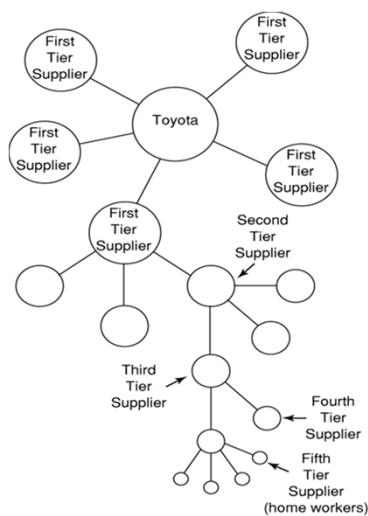 First
Tier
Supplier
First
Tier
Supplier
Toyota
First
Tier
Supplier
First
Tier
Supplier
First
Tier
Supplier
Second
Tier
Supplier
Third
Tier
Supplier
Fourth
Tier
Supplier
Fifth
Tier
Supplier
(home workers)